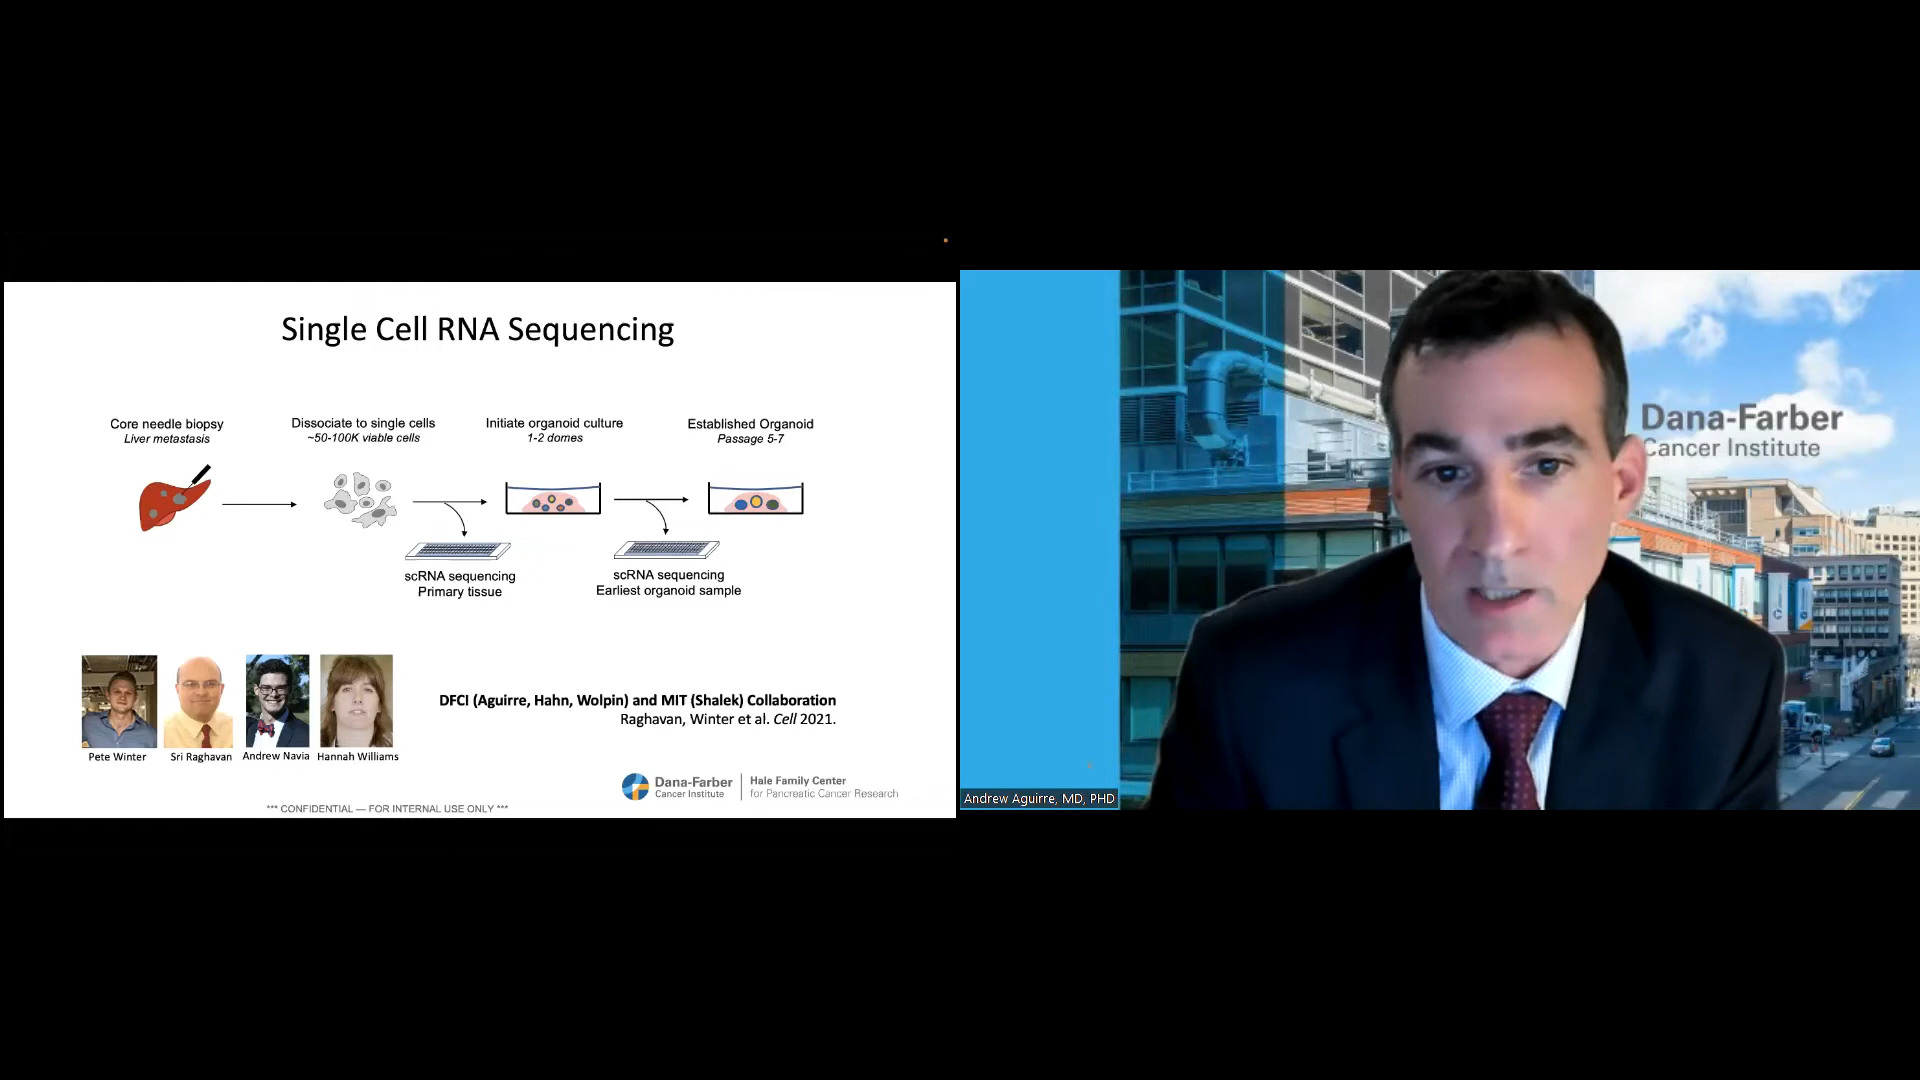 Single Cell RNA Sequencing
Core needle biopsy
Liver metastasis
Dissociate to single cells
~50-100K viable cells
Initiate organoid culture
1-2 domes
Established Organoid
Passage 5-7
scRNA sequencing
Primary tissue
scRNA sequencing
Earliest organoid sample
Pete Winter
Sri Raghavan
Andrew Navia
Hannah Williams
DFCI (Aguirre, Hahn, Wolpin) and MIT (Shalek) Collaboration
Raghavan, Winter et al. Cell 2021.
Dana-Farber
Cancer Institute
Hale Family Center
for Pancreatic Cancer Research
*** CONFIDENTIAL — FOR INTERNAL USE ONLY ***
Dana-Farber
Cancer Institute
Andrew Aguirre, MD, PHD